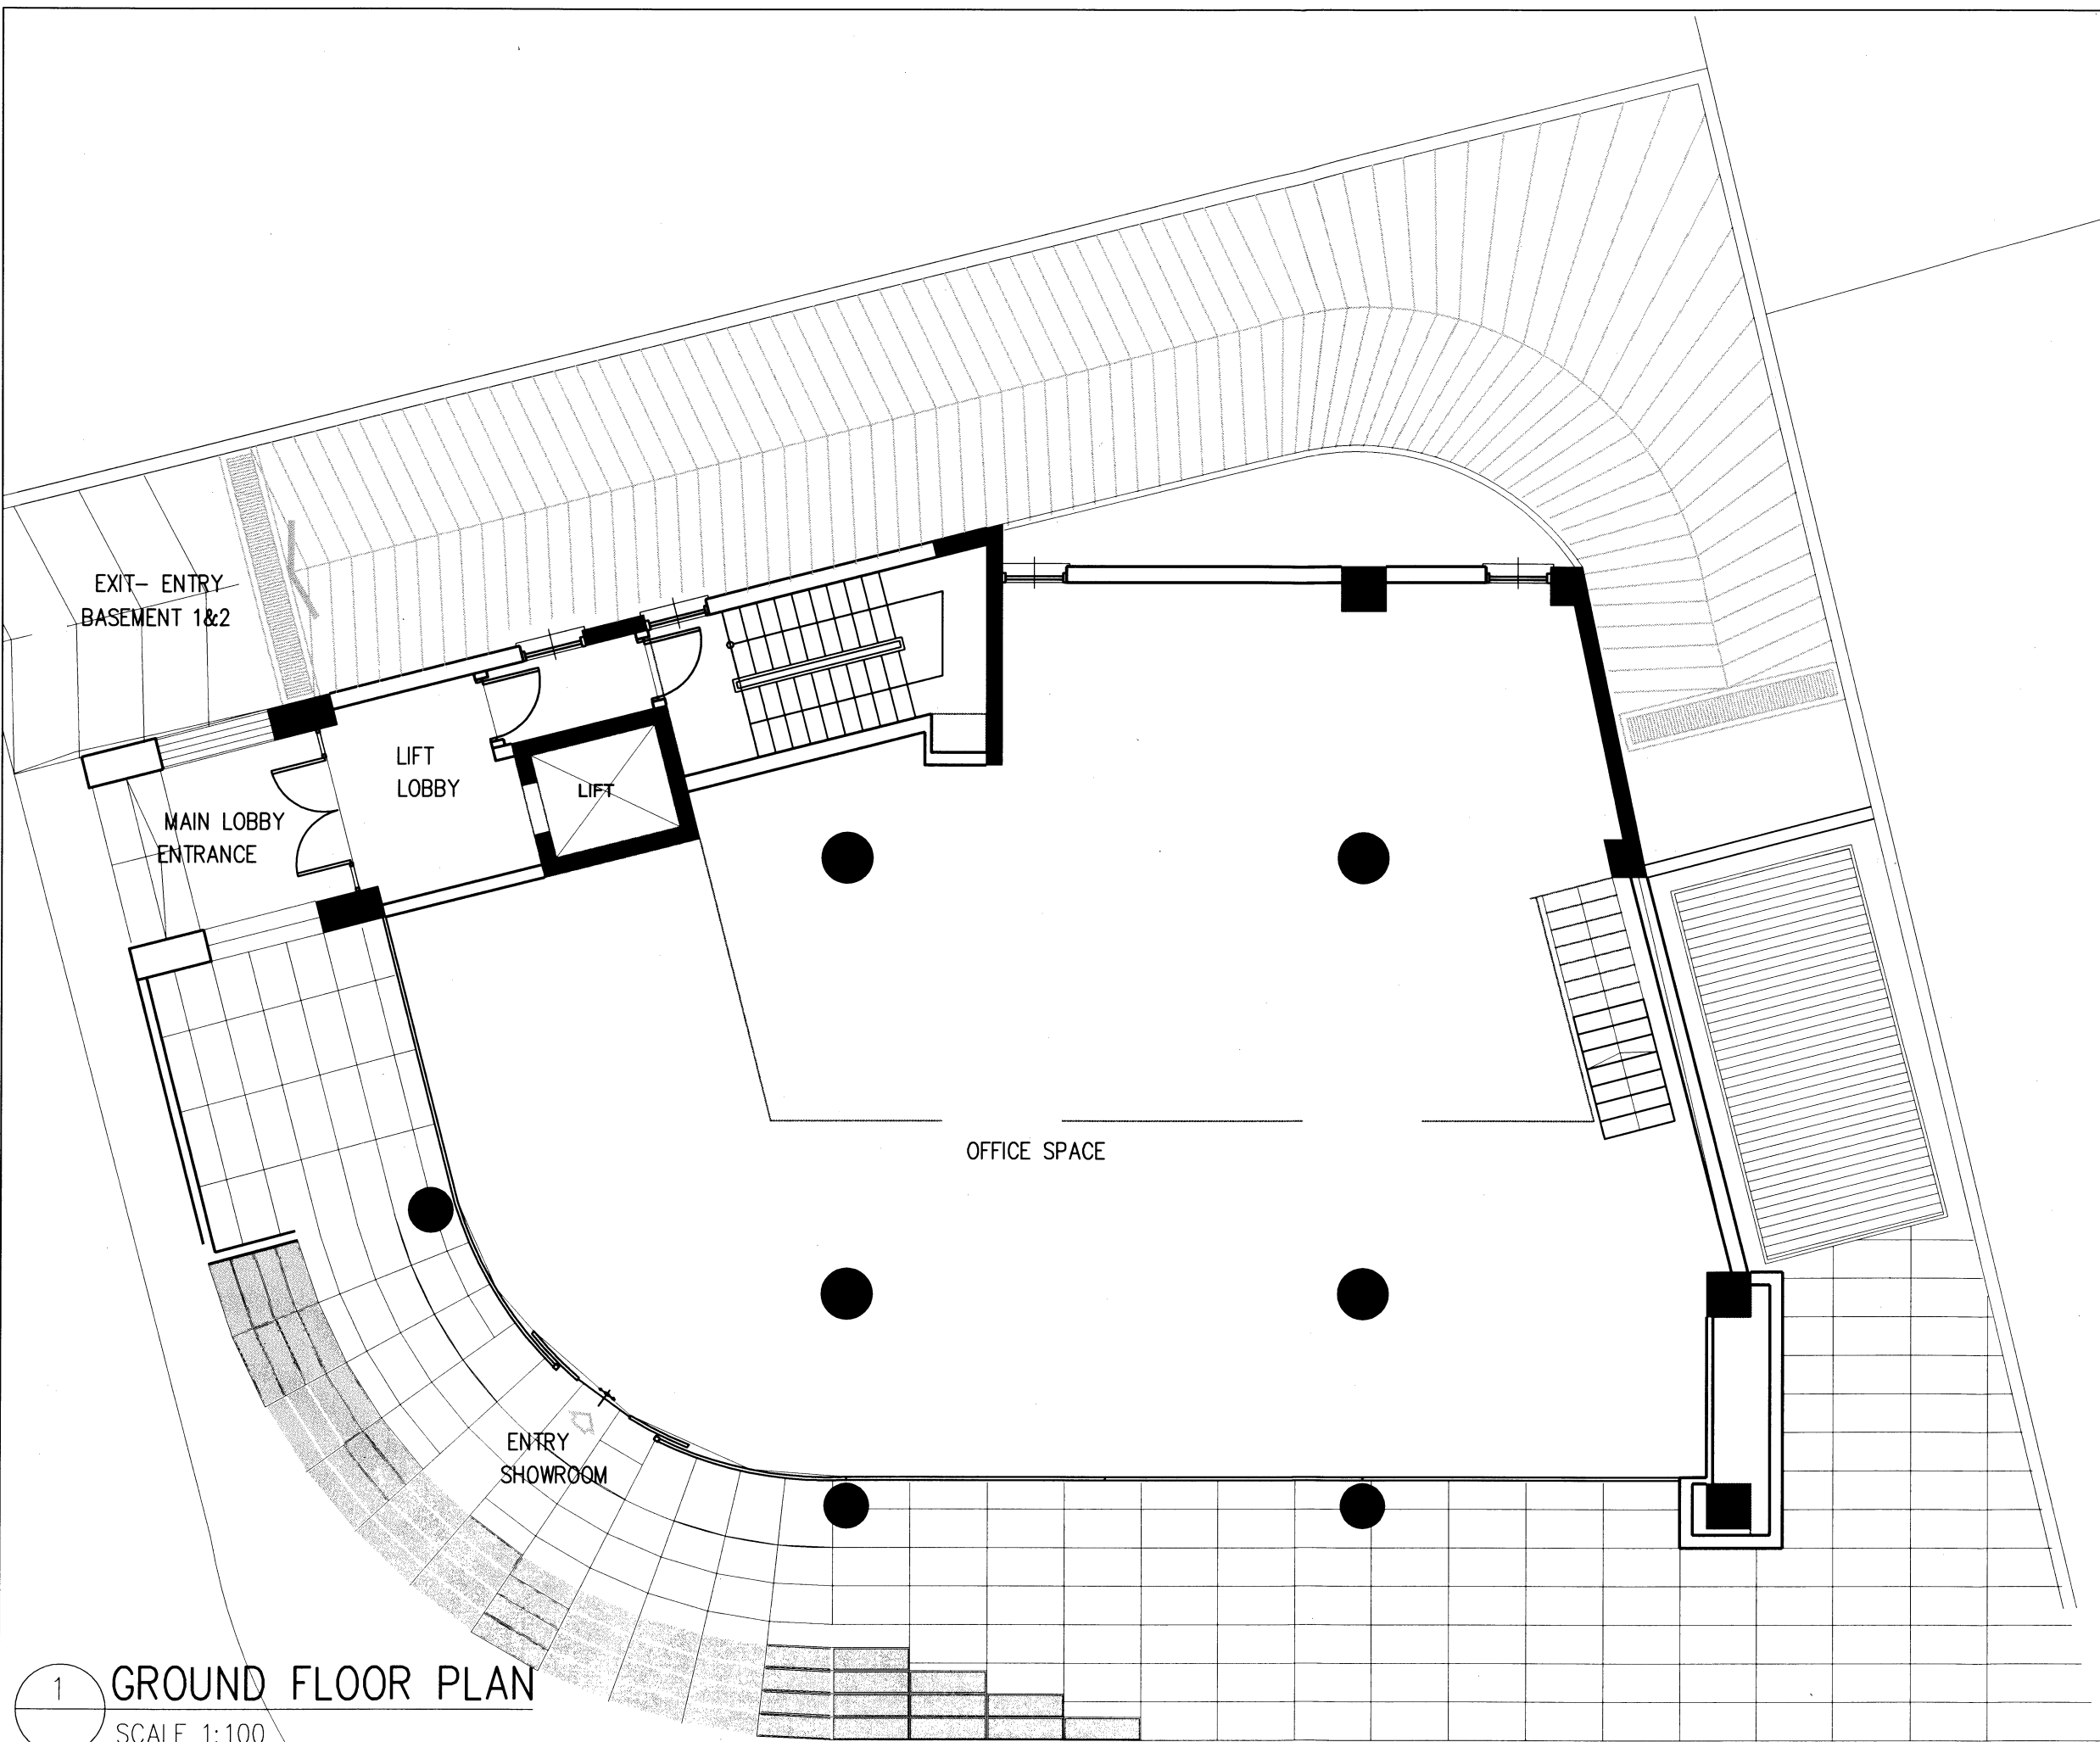 EXIT- ENTRY
BASEMENT 1&2
LIFT
LOBBY
LIFT
MAIN LOBBY
ENTRANCE
OFFICE SPACE
ENTRY
SHOWROOM
1
GROUND FLOOR PLAN
SCALE 1:100